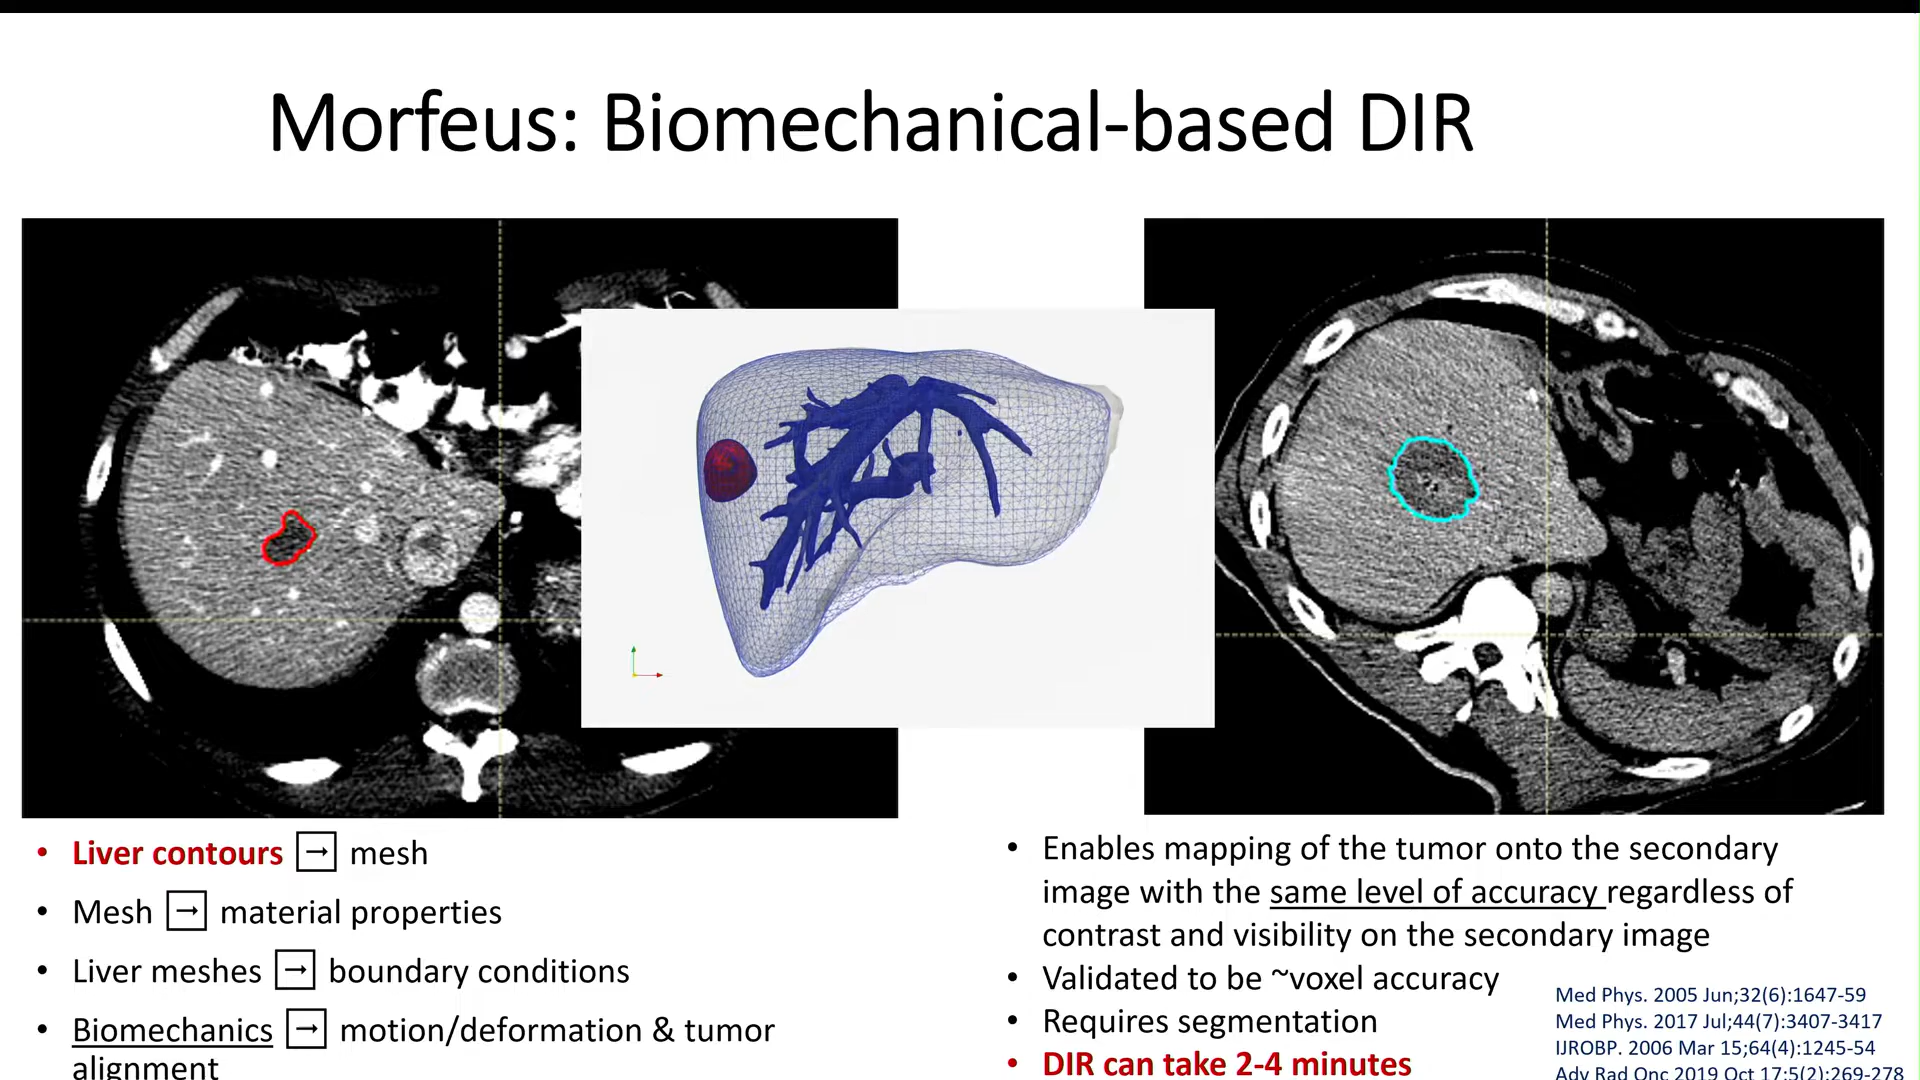 Morfeus: Biomechanical-based DIR
• Liver contours → mesh
• Mesh → material properties
• Liver meshes → boundary conditions
• Biomechanics → motion/deformation & tumor
alignment
• Enables mapping of the tumor onto the secondary
image with the same level of accuracy regardless of
contrast and visibility on the secondary image
• Validated to be ~voxel accuracy
• Requires segmentation
• DIR can take 2-4 minutes
Med Phys. 2005 Jun;32(6):1647-59
Med Phys. 2017 Jul;44(7):3407-3417
IJROBP. 2006 Mar 15;64(4):1245-54
Adv Rad Onc 2019 Oct 17;5(2):269-278